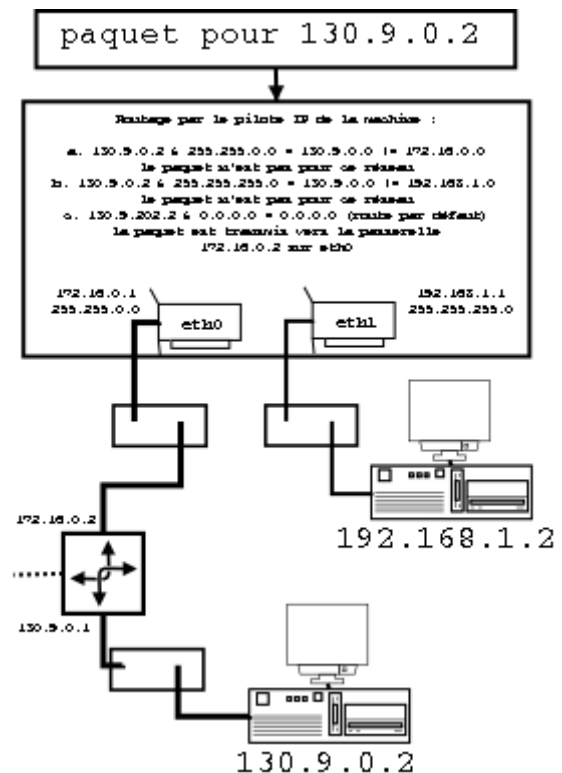 paquet pour 130.9.0.2
Routage par le pilote IP de la machine :
a. 130.9.0.2 & 255.255.0.0 = 130.9.0.0 != 172.16.0.0
le paquet n'est pas pour ce réseau
b. 130.9.0.2 & 255.255.255.0 = 130.9.0.0 != 192.168.1.0
le paquet n'est pas pour ce réseau
c. 130.9.202.2 & 0.0.0.0 = 0.0.0.0 (route par défaut)
le paquet est transmis vers la passerelle
172.16.0.2 sur eth0
172.16.0.1
255.255.0.0
eth0
eth1
192.168.1.1
255.255.255.0
192.168.1.2
172.16.0.2
130.9.0.1
130.9.0.2